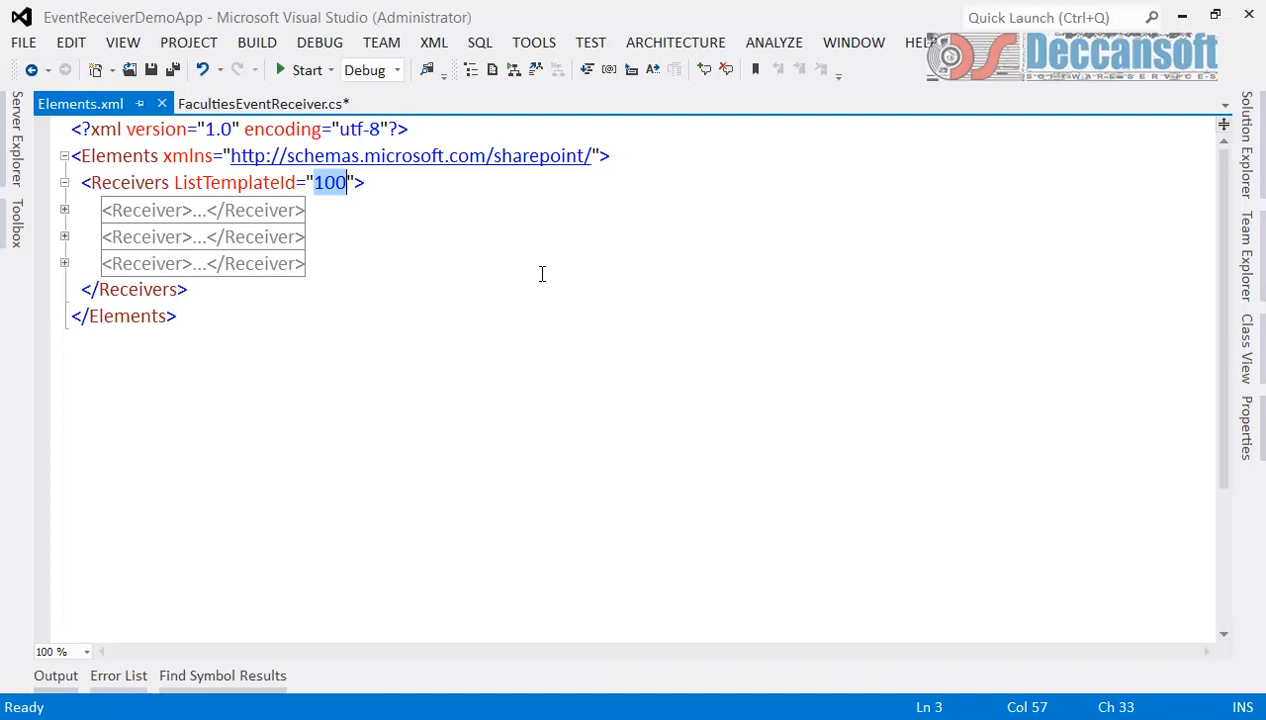 EventReceiverDemoApp - Microsoft Visual Studio (Administrator)
Quick Launch (Ctrl+Q)
FILE EDIT VIEW PROJECT BUILD DEBUG TEAM XML SQL TOOLS TEST ARCHITECTURE ANALYZE WINDOW HELP
Deccansoft
SOFTWARE SERVICES
Start Debug
Elements.xml FacultiesEventReceiver.cs*
<?xml version="1.0" encoding="utf-8"?>
<Elements xmlns="http://schemas.microsoft.com/sharepoint/">
<Receivers ListTemplateId="100">
<Receiver>...</Receiver>
<Receiver>...</Receiver>
<Receiver>...</Receiver>
</Receivers>
</Elements>
Server Explorer
Toolbox
Solution Explorer
Team Explorer
Class View
Properties
100 %
Output Error List Find Symbol Results
Ready Ln 3 Col 57 Ch 33 INS